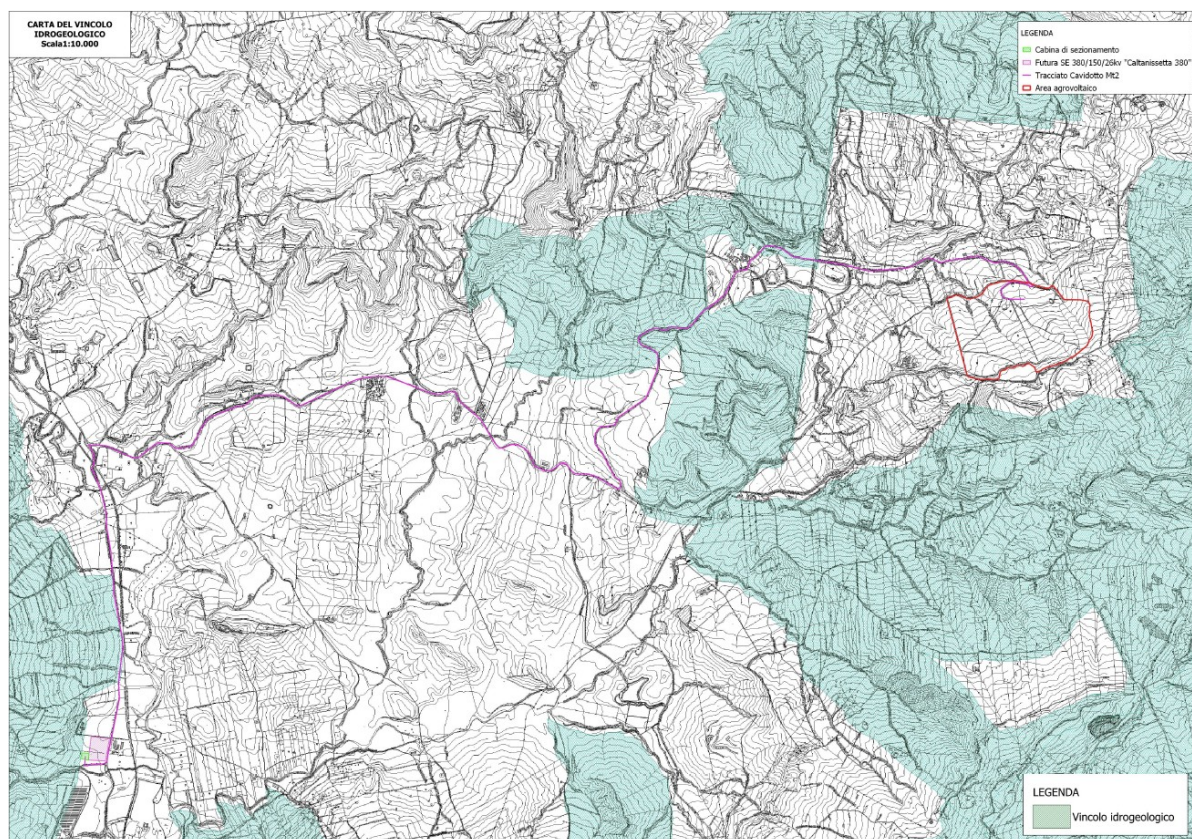 CARTA DEL VINCOLO
IDROGEOLOGICO
Scala1:10.000
LEGENDA
Cabina di sezionamento
Futura SE 380/150/26kv "Caltanissetta 380"
Tracciato Cavidotto Mt2
Area agrovoltaico
LEGENDA
Vincolo idrogeologico